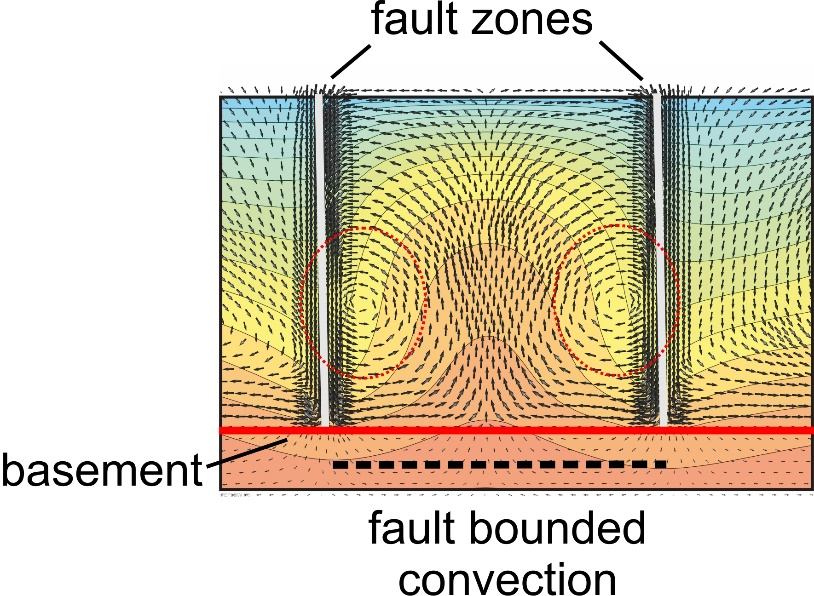 fault zones
basement
fault bounded
convection